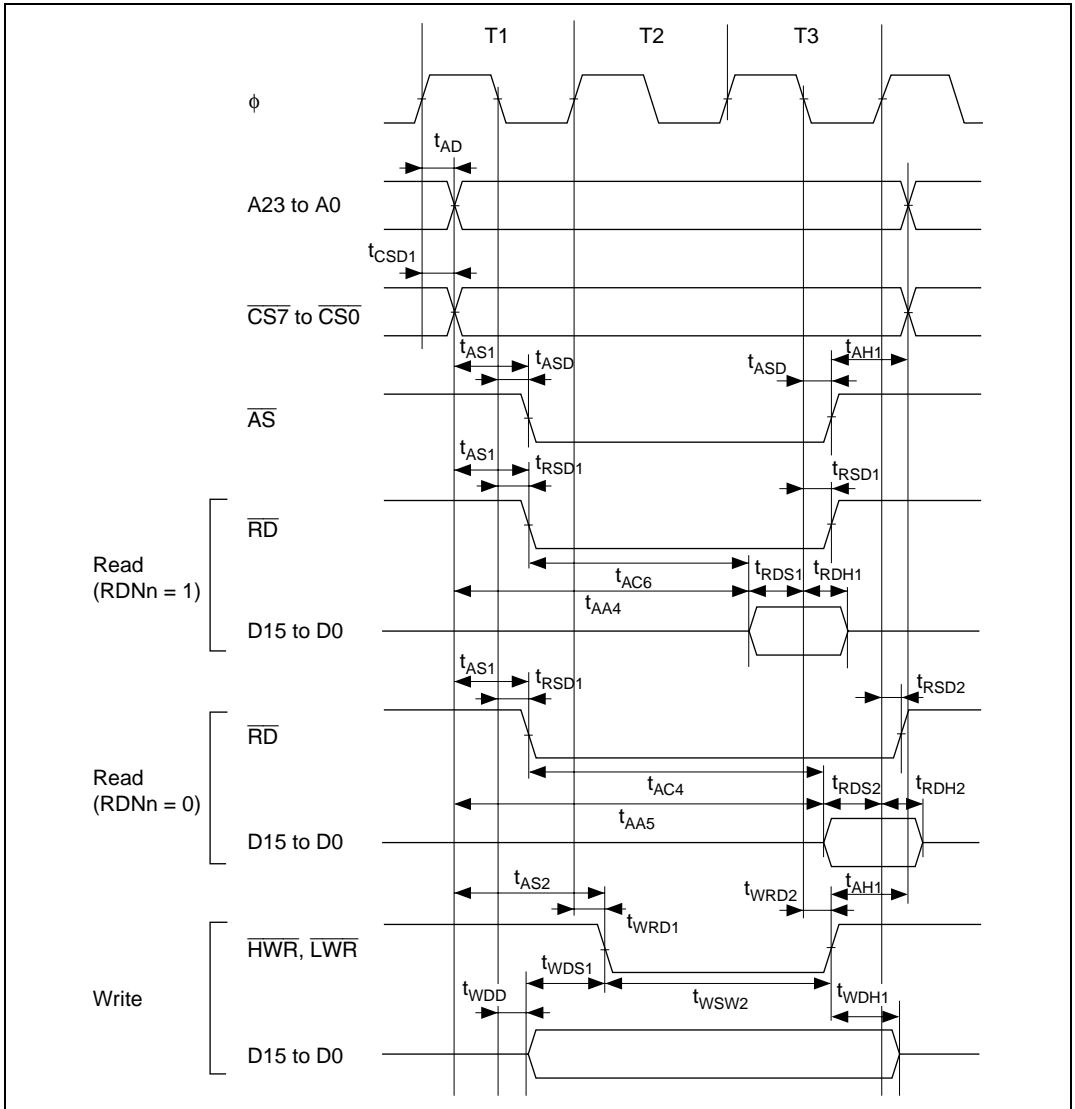 T1 T2 T3
φ
tAD
A23 to A0
tCSD1
CS7 to CS0
tAS1 tASD tASD tAH1
AS
tAS1 tRSD1 tRSD1
RD
Read
(RDNn = 1)
tAC6 tRDS1 tRDH1
tAA4
D15 to D0
tAS1 tRSD1 tRSD2
RD
Read
(RDNn = 0)
tAC4 tRDS2 tRDH2
tAA5
D15 to D0
tAS2 tWRD2 tAH1
tWRD1
HWR, LWR
tWDS1
Write
tWDD tWSW2 tWDH1
D15 to D0